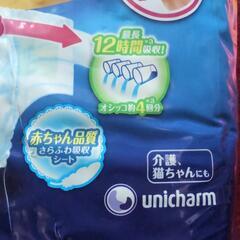 最長
12時間※3吸収!
オシッコ約4回分
赤ちゃん品質
さらふわ吸収
シート
介護
猫ちゃんにも
unicharm